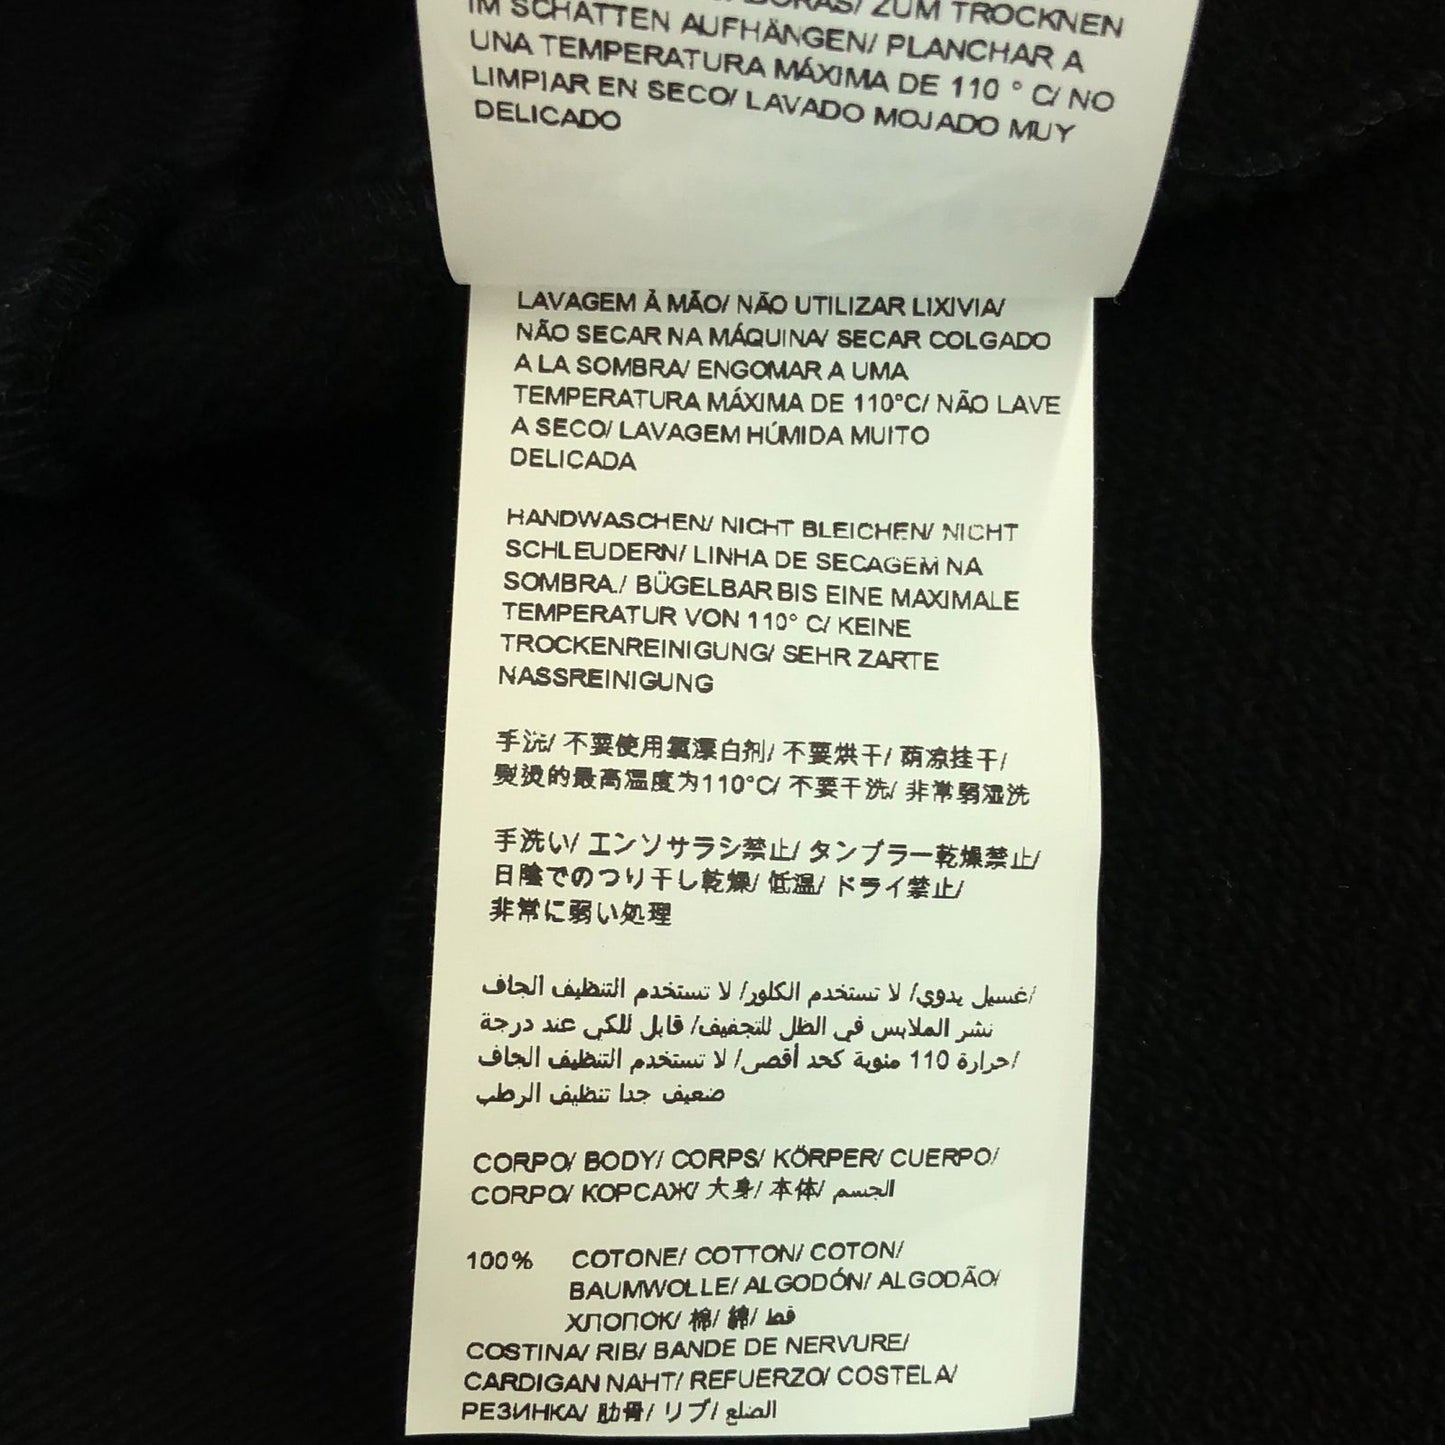 BORAS/ ZUM TROCKNEN
IM SCHATTEN AUFHÄNGEN/ PLANCHAR A
UNA TEMPERATURA MÁXIMA DE 110 ° C/ NO
LIMPIAR EN SECO/ LAVADO MOJADO MUY
DELICADO
LAVAGEM À MÃO/ NÃO UTILIZAR LIXIVIA/
NÃO SECAR NA MÁQUINA/ SECAR COLGADO
A LA SOMBRA/ ENGOMAR A UMA
TEMPERATURA MÁXIMA DE 110°C/ NÃO LAVE
A SECO/ LAVAGEM HÚMIDA MUITO
DELICADA
HANDWASCHEN/ NICHT BLEICHEN/ NICHT
SCHLEUDERN/ LINHA DE SECAGEM NA
SOMBRA./ BÜGELBAR BIS EINE MAXIMALE
TEMPERATUR VON 110° C/ KEINE
TROCKENREINIGUNG/ SEHR ZARTE
NASSREINIGUNG
手洗/ 不要使用氯漂白剂/ 不要烘干/ 荫凉挂干/
熨烫的最高温度为110°C/ 不要干洗/ 非常弱湿洗
手洗い/ エンソサラシ禁止/ タンブラー乾燥禁止/
日陰でのつり干し乾燥/ 低温/ ドライ禁止/
非常に弱い処理
غسيل يدوي/ لا تستخدم الكلور/ لا تستخدم التنظيف الجاف/
نشر الملابس في الظل للتجفيف/ قابل للكي عند درجة
حرارة 110 مئوية كحد أقصى/ لا تستخدم التنظيف الجاف/
ضعيف جدا تنظيف الرطب
CORPO/ BODY/ CORPS/ KÖRPER/ CUERPO/
CORPO/ КОРСАЖ/ 大身/ 本体/ الجسم
100% COTONE/ COTTON/ COTON/
BAUMWOLLE/ ALGODÓN/ ALGODÃO/
ХЛОПОК/ 棉/ 綿/ قط
COSTINA/ RIB/ BANDE DE NERVURE/
CARDIGAN NAHT/ REFUERZO/ COSTELA/
РЕЗИНКА/ 肋骨/ リブ/ الضلع